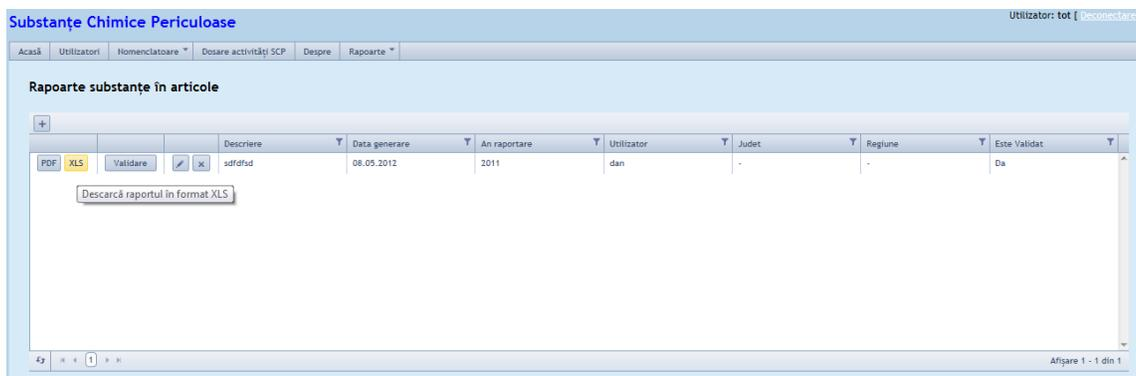 Utilizator: tot [ Deconectare
Substanțe Chimice Periculoase
Acasă Utilizatori Nomenclatoare Dosare activități SCP Despre Rapoarte
Rapoarte substanțe în articole
+
Descriere Data generare An raportare Utilizator Judet Regiune Este Validat
PDF XLS Validare x sdfdfsd 08.05.2012 2011 dan - - Da
Descarcă raportul în format XLS
1 Afișare 1 - 1 din 1